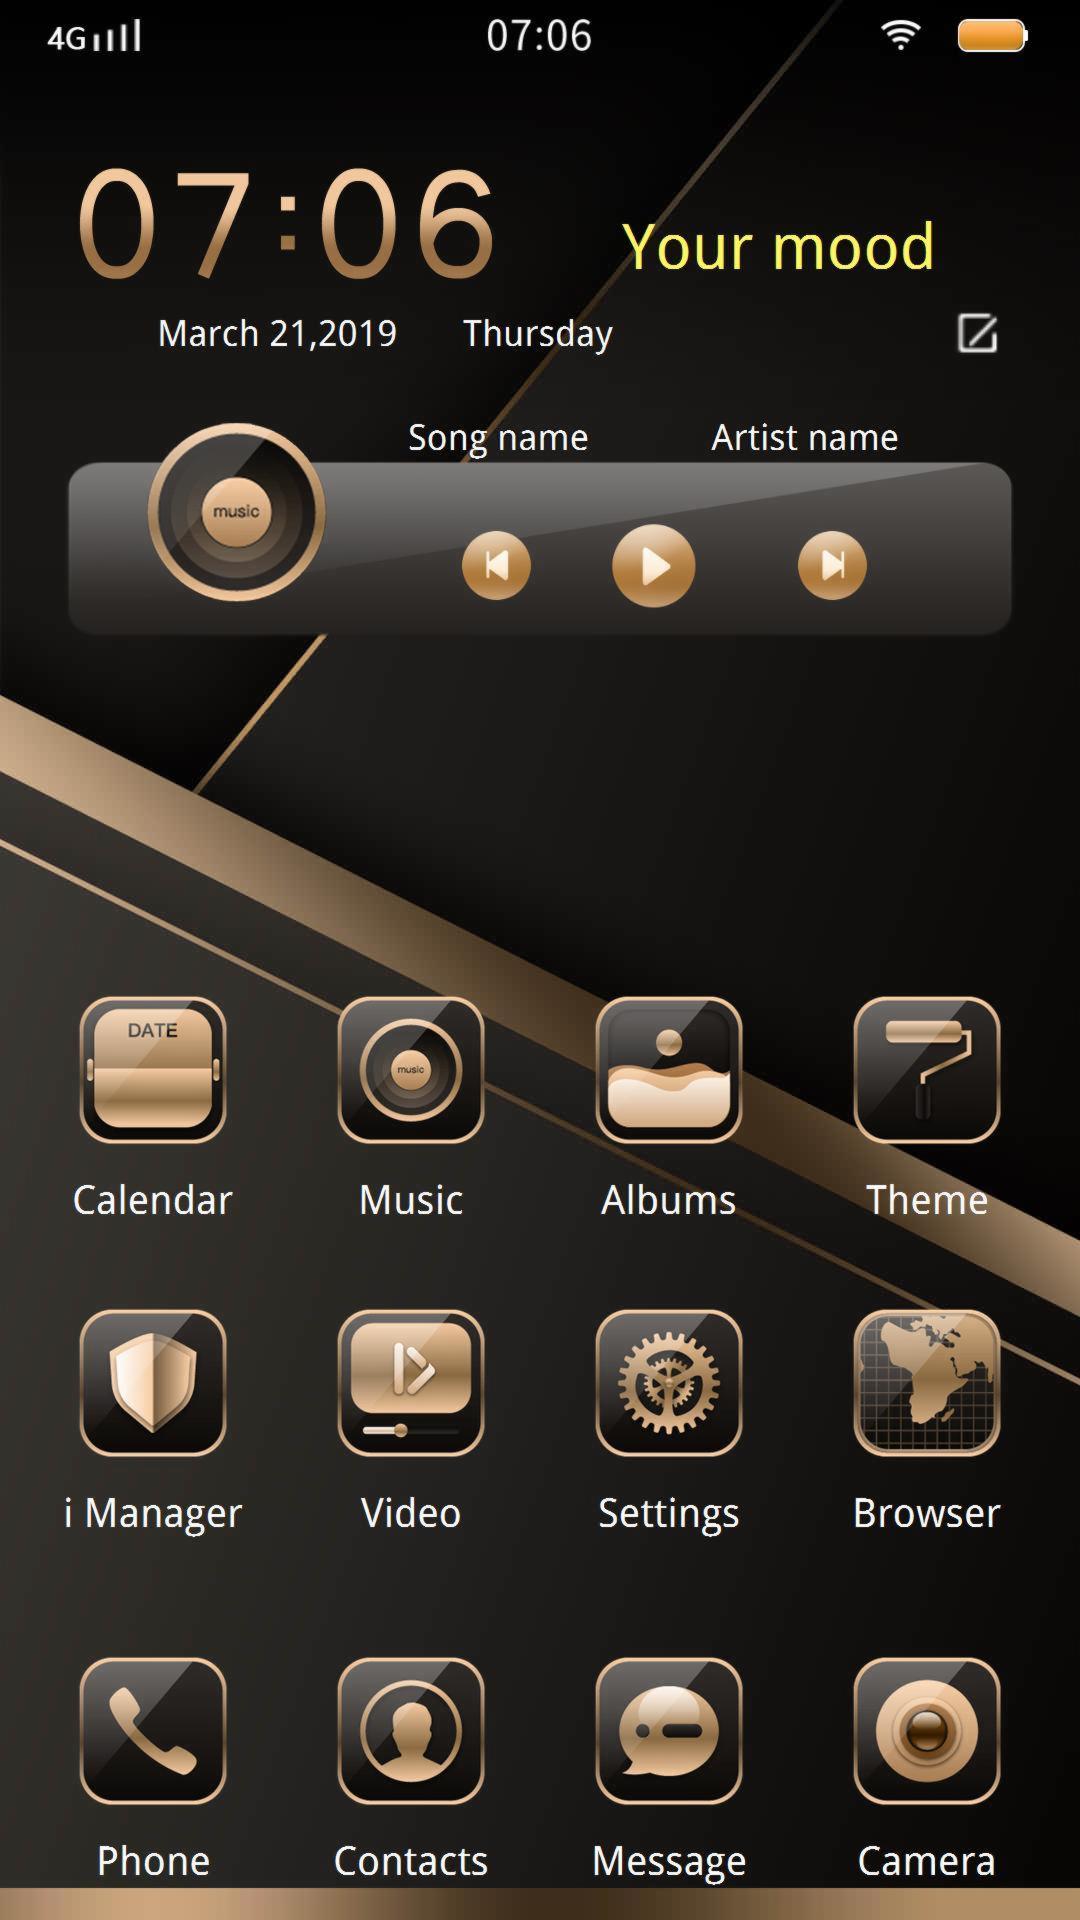 4G 07:06
07:06
Your mood
March 21,2019 Thursday
Song name Artist name
music
DATE
music
Calendar Music Albums Theme
i Manager Video Settings Browser
Phone Contacts Message Camera